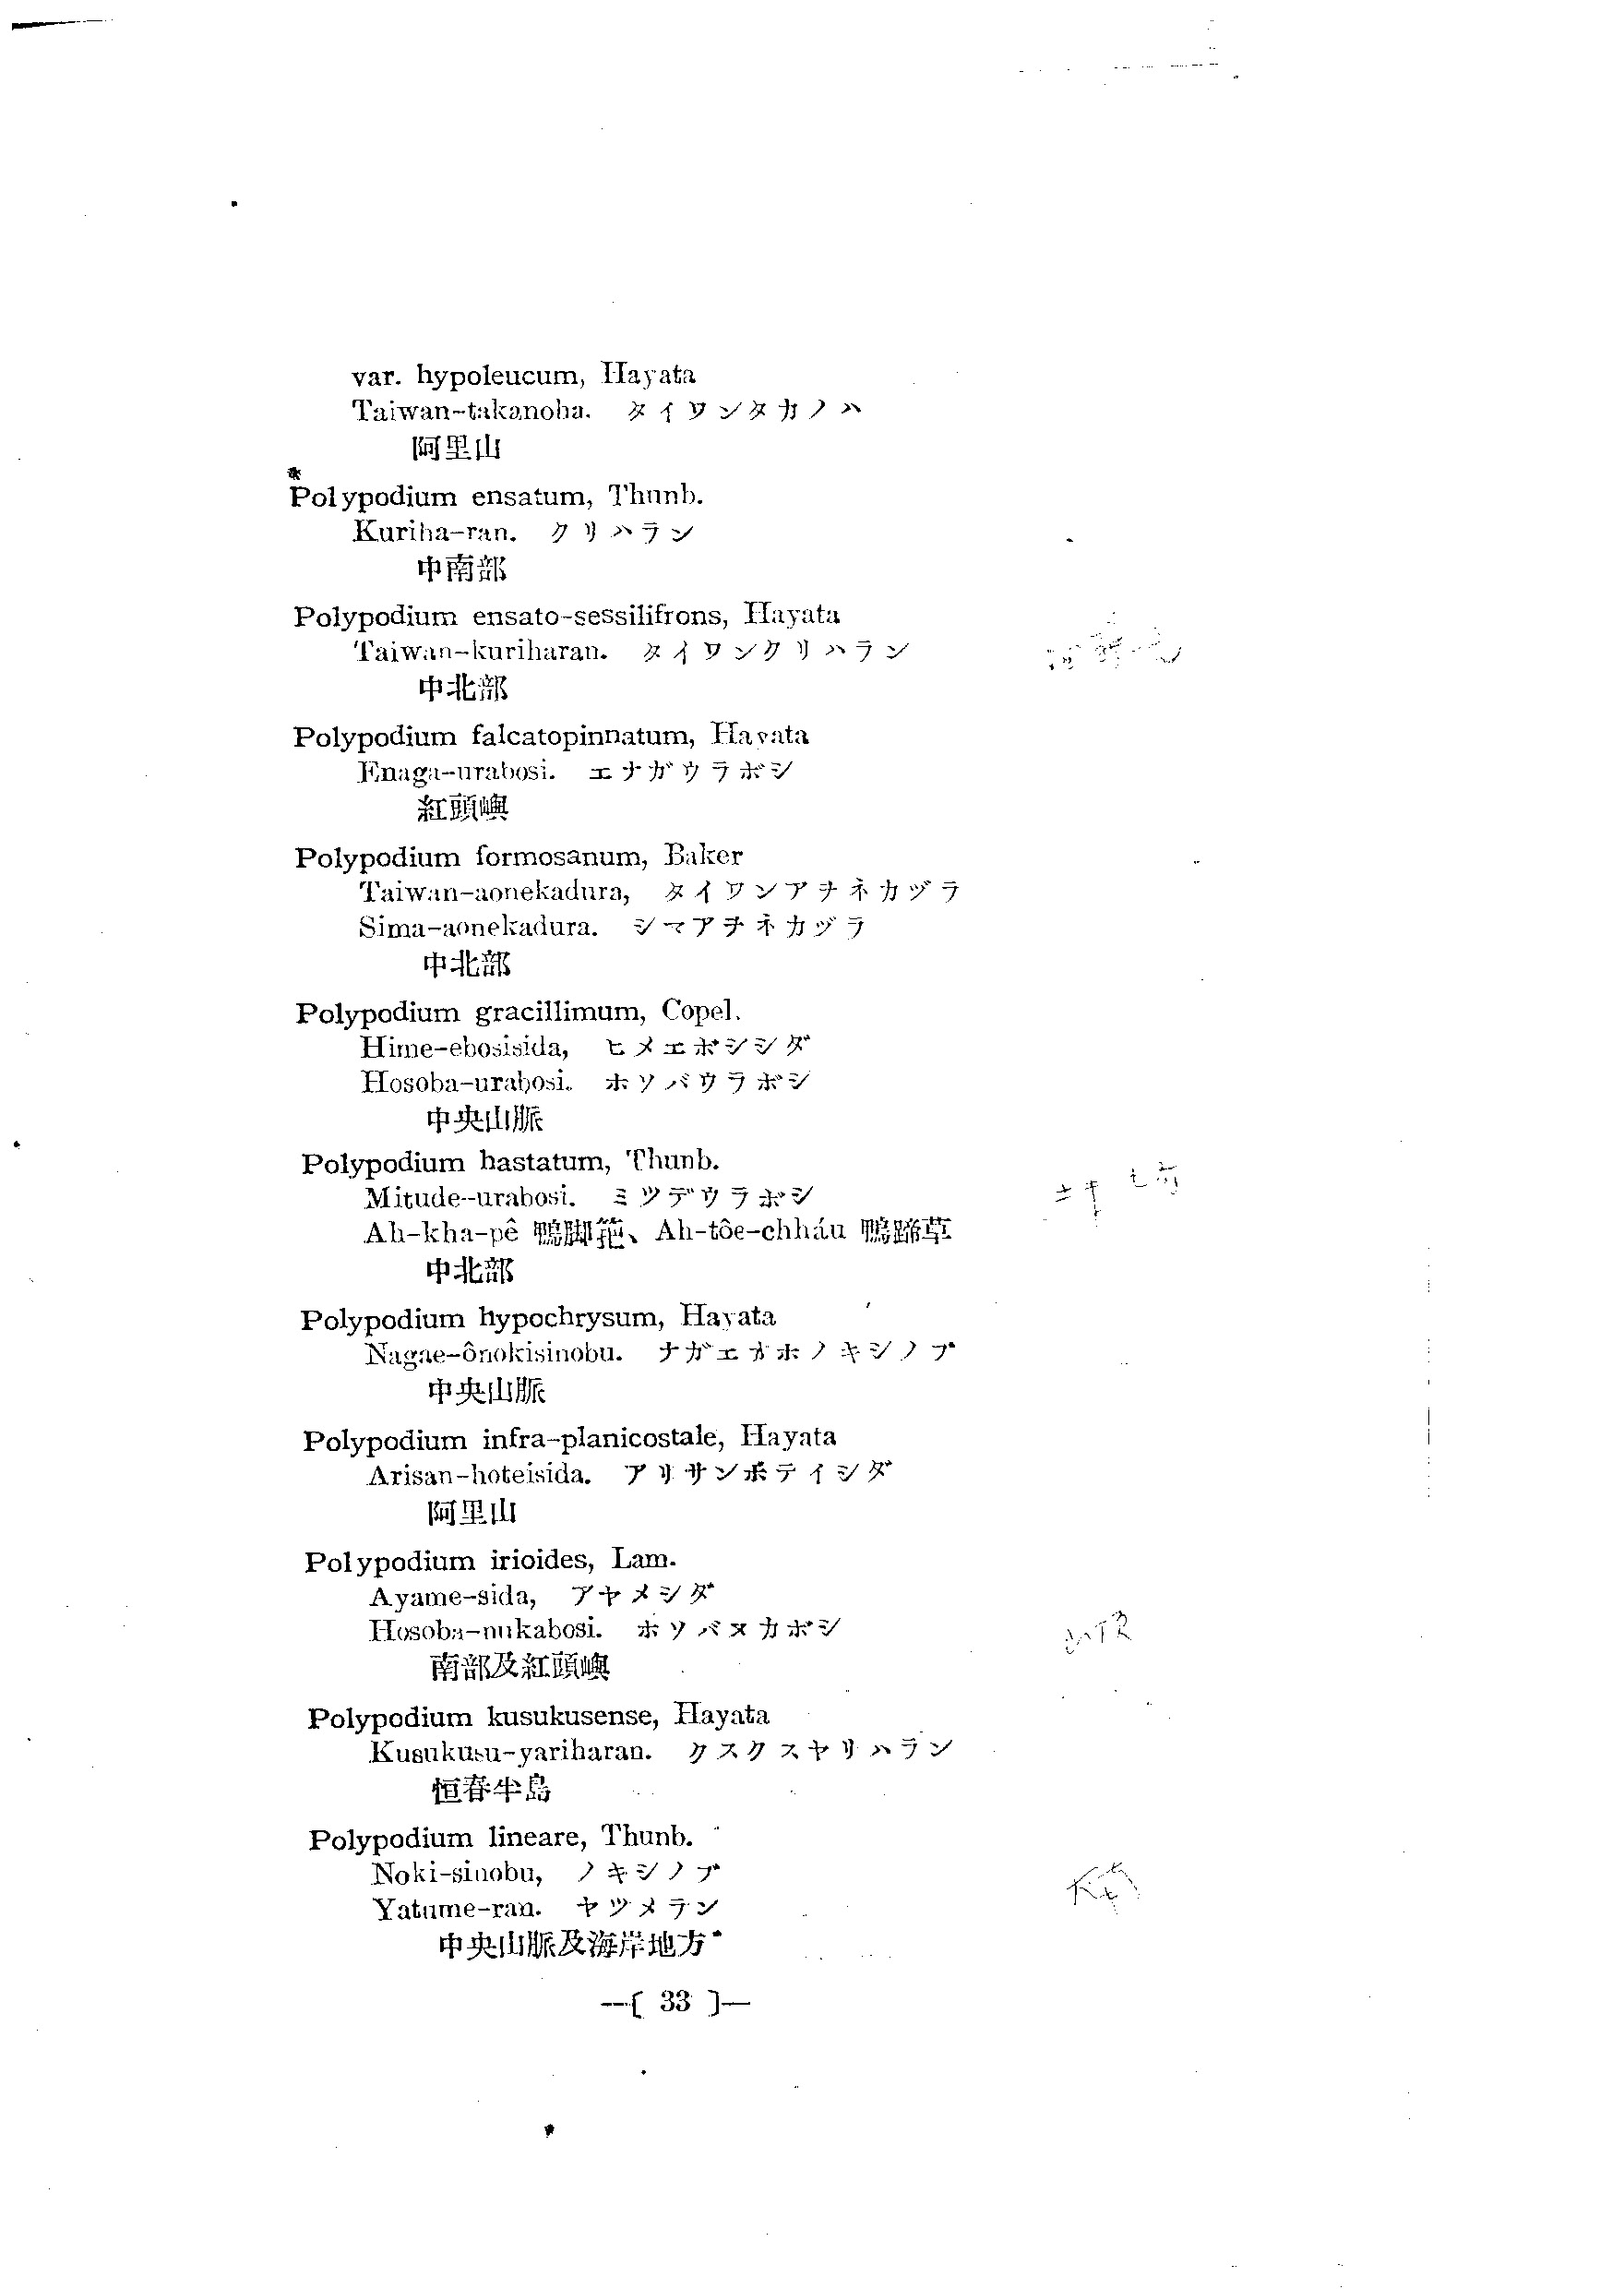 var. hypoleucum, Hayata
Taiwan-takanoha. タイワンタカノハ
阿里山
Polypodium ensatum, Thunb.
Kuriha-ran. クリハラン
中南部
Polypodium ensato-sessilifrons, Hayata
Taiwan-kuriharan. タイワンクリハラン
中北部
Polypodium falcatopinnatum, Hayata
Enaga-urabosi. エナガウラボシ
紅頭嶼
Polypodium formosanum, Baker
Taiwan-aonekadura, タイワンアヲネカヅラ
Sima-aonekadura. シマアヲネカヅラ
中北部
Polypodium gracillimum, Copel.
Hime-ebosisida, ヒメエボシシダ
Hosoba-urabosi. ホソバウラボシ
中央山脈
Polypodium hastatum, Thunb.
Mitude-urabosi. ミツデウラボシ
Ah-kha-pê 鴨脚、Ah-tôe-chháu 鴨蹄草
中北部
Polypodium hypochrysum, Hayata
Nagae-ônokisinobu. ナガエオホノキシノブ
中央山脈
Polypodium infra-planicostale, Hayata
Arisan-hoteisida. アリサンホテイシダ
阿里山
Polypodium irioides, Lam.
Ayame-sida, アヤメシダ
Hosoba-nukabosi. ホソバヌカボシ
南部及紅頭嶼
Polypodium kusukusense, Hayata
Kusukusu-yariharan. クスクスヤリハラン
恒春半島
Polypodium lineare, Thunb.
Noki-sinobu, ノキシノブ
Yatume-ran. ヤツメラン
中央山脈及海岸地方
—[ 33 ]—